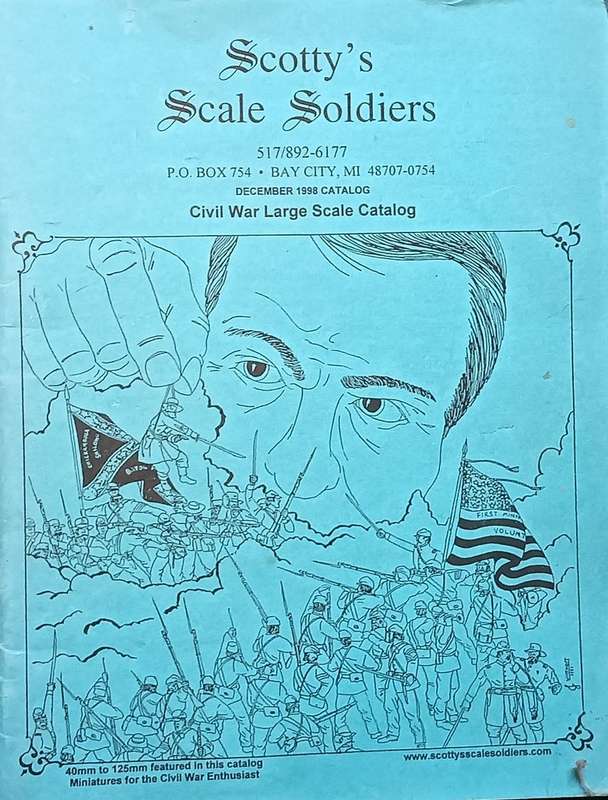 Scotty's
Scale Soldiers
517/892-6177
P.O. BOX 754 • BAY CITY, MI 48707-0754
DECEMBER 1998 CATALOG
Civil War Large Scale Catalog
FIRST
VOLUNT
www.scottysscalesoldiers.com
40mm to 125mm featured in this catalog
Miniatures for the Civil War Enthusiast